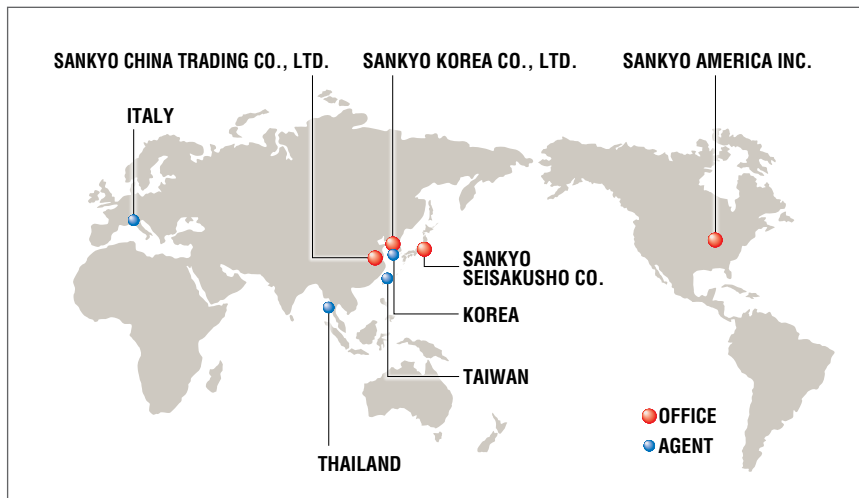 SANKYO CHINA TRADING CO., LTD.
SANKYO KOREA CO., LTD.
SANKYO AMERICA INC.
ITALY
SANKYO
SEISAKUSHO CO.
KOREA
TAIWAN
THAILAND
OFFICE
AGENT